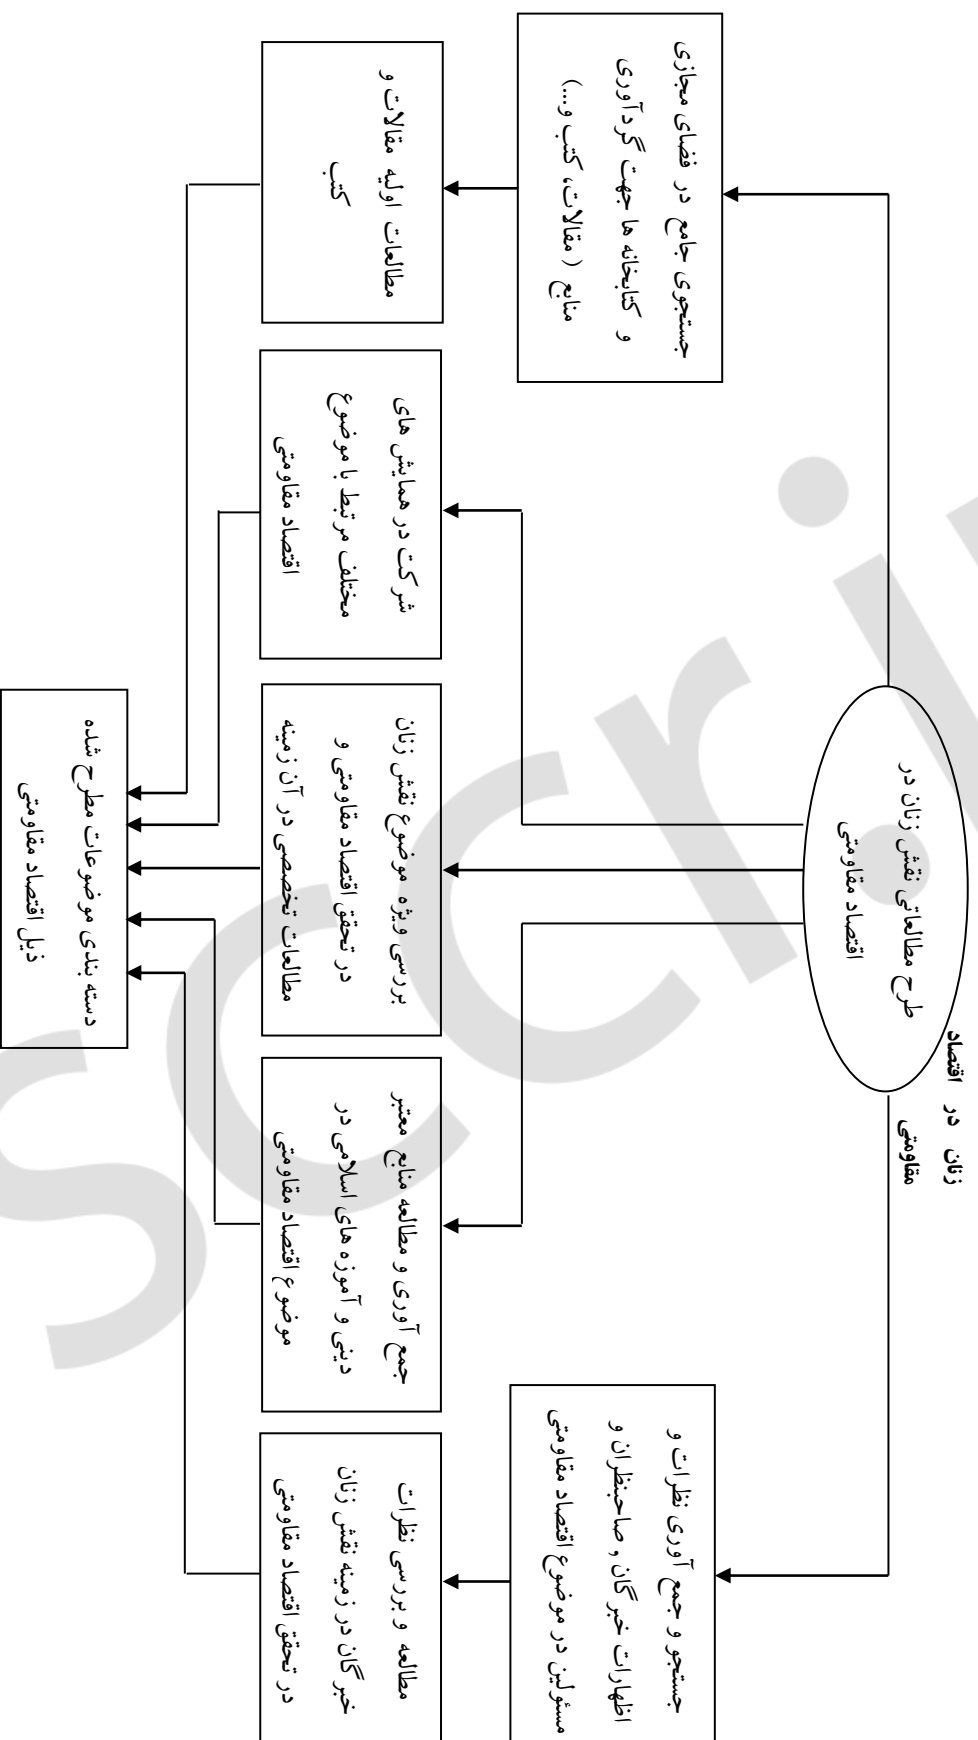 زنان در اقتصاد
مقاومتی
طرح مطالعاتی نقش زنان در
اقتصاد مقاومتی
جستجو و جمع آوری نظرات و
اظهارات خبرگان و صاحبنظران و
مسئولین در موضوع اقتصاد مقاومتی
جستجوی جامع در فضای مجازی
و کتابخانه ها جهت گردآوری
منابع ( مقالات، کتب و...)
مطالعه و بررسی نظرات
خبرگان در زمینه نقش زنان
در تحقق اقتصاد مقاومتی
جمع آوری و مطالعه منابع معتبر
دینی و آموزه های اسلامی در
موضوع اقتصاد مقاومتی
بررسی ویژه موضوع نقش زنان
در تحقق اقتصاد مقاومتی و
مطالعات تخصصی در آن زمینه
شرکت در همایش های
مختلف مرتبط با موضوع
اقتصاد مقاومتی
مطالعات اولیه مقالات و
کتب
دسته بندی موضوعات مطرح شده
ذیل اقتصاد مقاومتی
sccr.ir